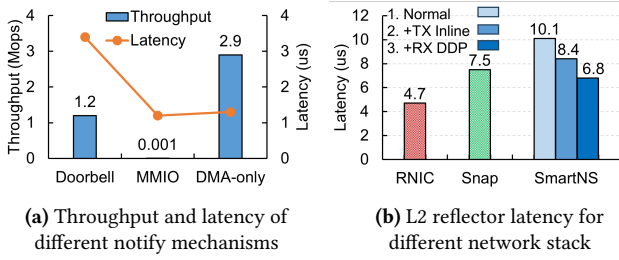 Throughput
Latency
Throughput (Mops)
4
3
2
1
0
1.2
0.001
2.9
4
3
2
1
0
Latency (us)
Doorbell MMIO DMA-only
(a) Throughput and latency of
different notify mechanisms
1. Normal
2. +TX Inline
3. +RX DDP
Latency (us)
12
10
8
6
4
2
0
4.7
7.5
10.1
8.4
6.8
RNIC Snap SmartNS
(b) L2 reflector latency for
different network stack